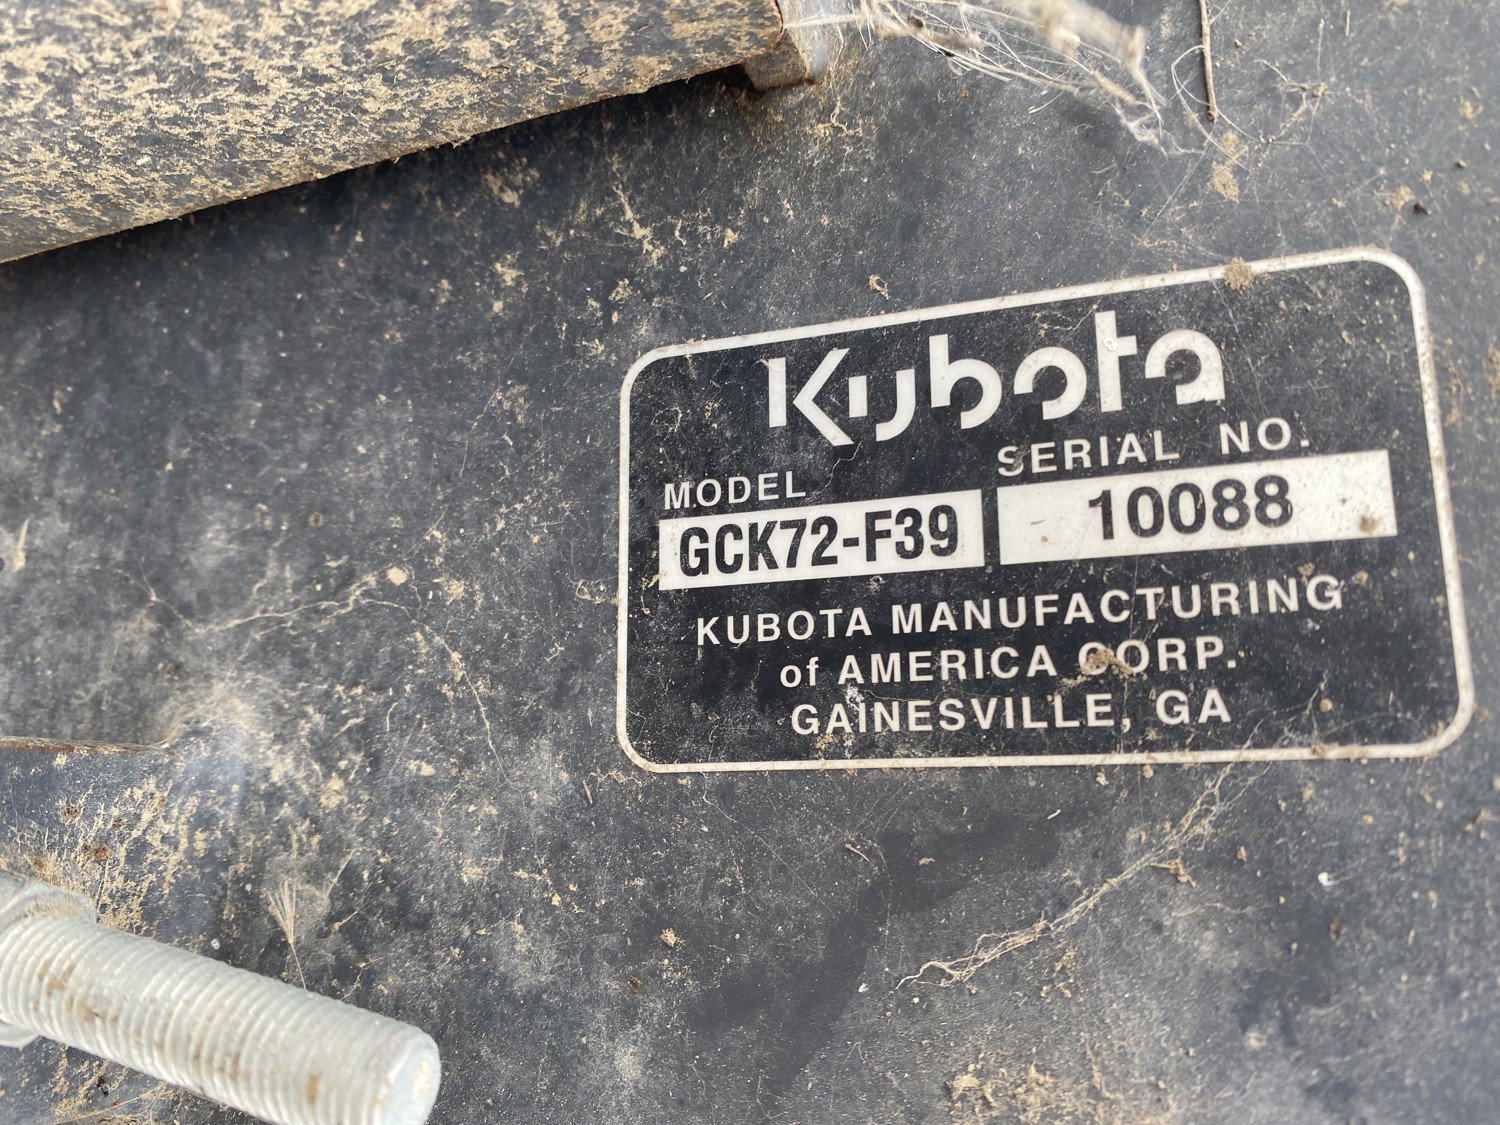 Kubota
MODEL SERIAL NO.
GCK72-F39 10088
KUBOTA MANUFACTURING
of AMERICA CORP.
GAINESVILLE, GA